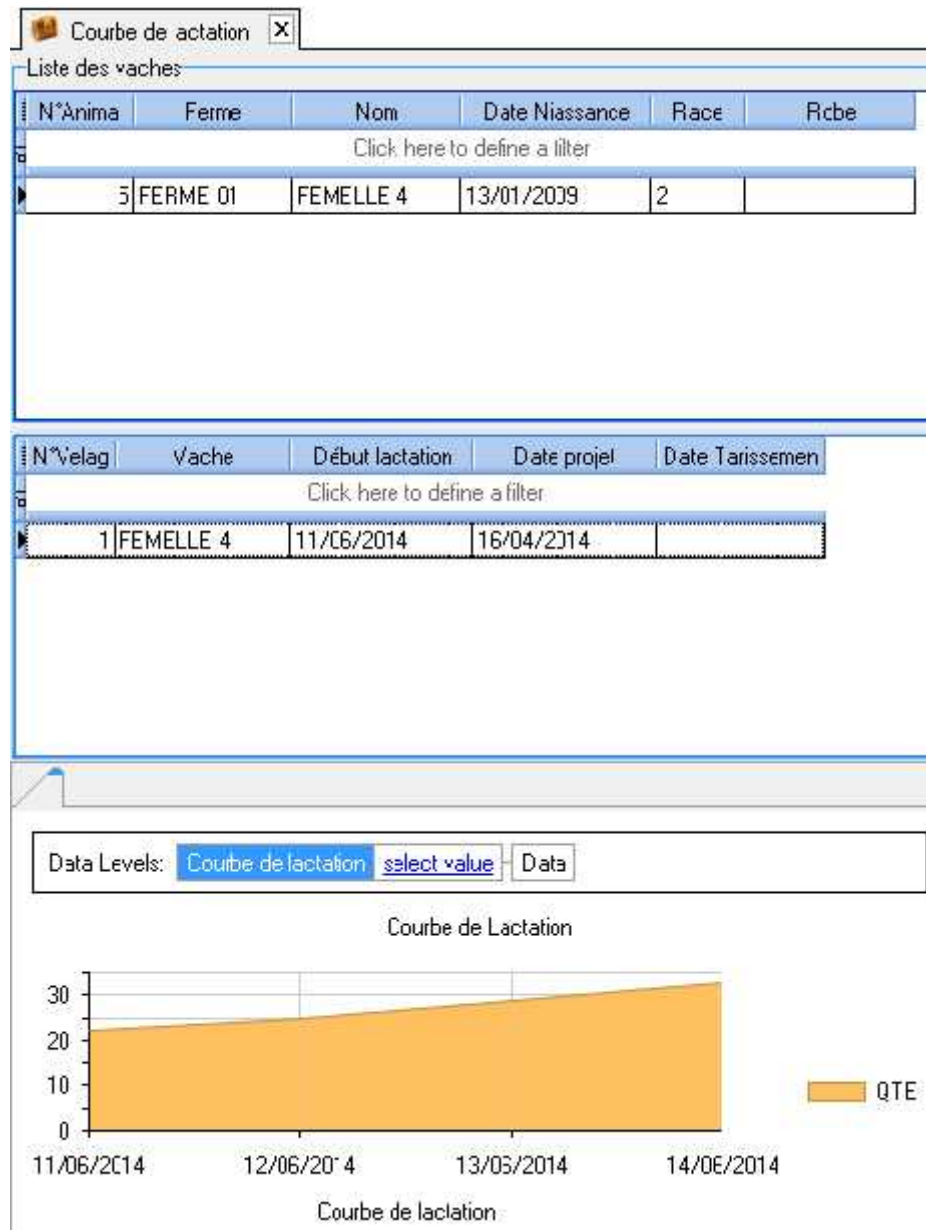 Courbe de lactation X
Liste des vaches
N°Anima Ferme Nom Date Niassance Race Robe
Click here to define a filter
5 FERME 01 FEMELLE 4 13/01/2009 2
N°Velag Vache Début lactation Date projet Date Tarissemen
Click here to define a filter
1 FEMELLE 4 11/06/2014 16/04/2014
Data Levels: Courbe de lactation select value Data
Courbe de Lactation
30
20
10
0
QTE
11/06/2014 12/06/2014 13/06/2014 14/06/2014
Courbe de lactation